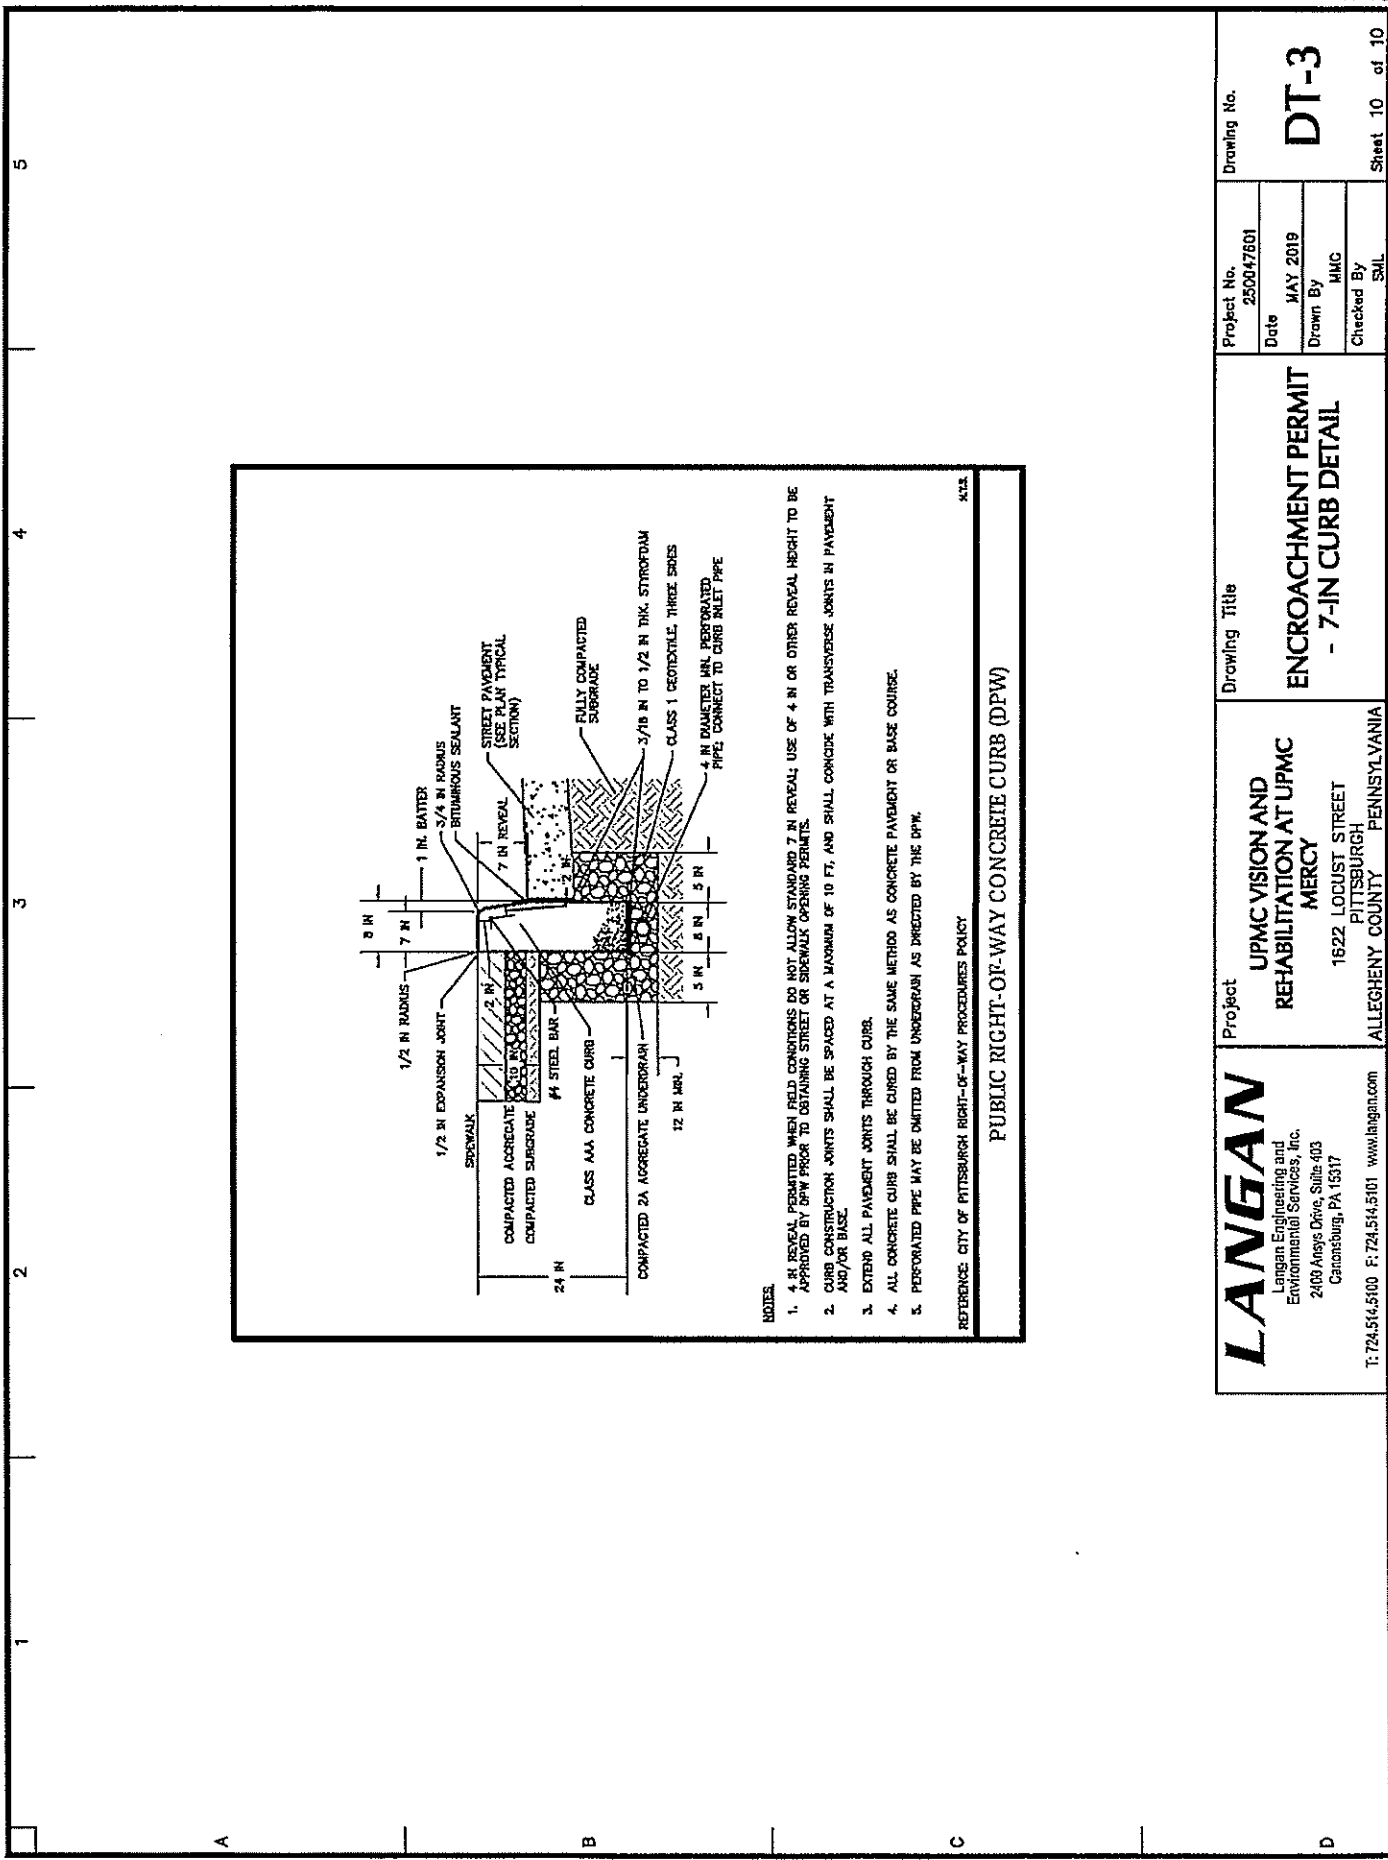 1
2
3
4
5
A
B
C
D
8 IN
7 IN
1 IN. BATTER
3/4 IN RADIUS
BITUMINOUS SEALANT
1/2 IN RADIUS
1/2 IN EXPANSION JOINT
SIDEWALK
7 IN REVEAL
STREET PAVEMENT
(SEE PLAN TYPICAL
SECTION)
2 IN
2 IN
10 IN
COMPACTED AGGREGATE
COMPACTED SUBGRADE
#4 STEEL BAR
CLASS AAA CONCRETE CURB
24 IN
COMPACTED 2A AGGREGATE UNDERDRAIN
12 IN MIN.
5 IN
8 IN
5 IN
FULLY COMPACTED
SUBGRADE
3/16 IN TO 1/2 IN THK. STYROFOAM
CLASS 1 GEOTEXTILE, THREE SIDES
4 IN DIAMETER MIN. PERFORATED
PIPE; CONNECT TO CURB INLET PIPE
NOTES:
1. 4 IN REVEAL PERMITTED WHEN FIELD CONDITIONS DO NOT ALLOW STANDARD 7 IN REVEAL; USE OF 4 IN OR OTHER REVEAL HEIGHT TO BE
APPROVED BY DPW PRIOR TO OBTAINING STREET OR SIDEWALK OPENING PERMITS.
2. CURB CONSTRUCTION JOINTS SHALL BE SPACED AT A MAXIMUM OF 10 FT, AND SHALL COINCIDE WITH TRANSVERSE JOINTS IN PAVEMENT
AND/OR BASE.
3. EXTEND ALL PAVEMENT JOINTS THROUGH CURB.
4. ALL CONCRETE CURB SHALL BE CURED BY THE SAME METHOD AS CONCRETE PAVEMENT OR BASE COURSE.
5. PERFORATED PIPE MAY BE OMITTED FROM UNDERDRAIN AS DIRECTED BY THE DPW.
REFERENCE: CITY OF PITTSBURGH RIGHT-OF-WAY PROCEDURES POLICY
N.T.S.
PUBLIC RIGHT-OF-WAY CONCRETE CURB (DPW)
LANGAN
Langan Engineering and
Environmental Services, Inc.
2400 Ansys Drive, Suite 403
Canonsburg, PA 15317
T: 724.514.5100 F: 724.514.5101 www.langan.com
Project
UPMC VISION AND
REHABILITATION AT UPMC
MERCY
1622 LOCUST STREET
PITTSBURGH
ALLEGHENY COUNTY PENNSYLVANIA
Drawing Title
ENCROACHMENT PERMIT
- 7-IN CURB DETAIL
Project No.
250047601
Date
MAY 2019
Drawn By
MMC
Checked By
SML
Drawing No.
DT-3
Sheet 10 of 10